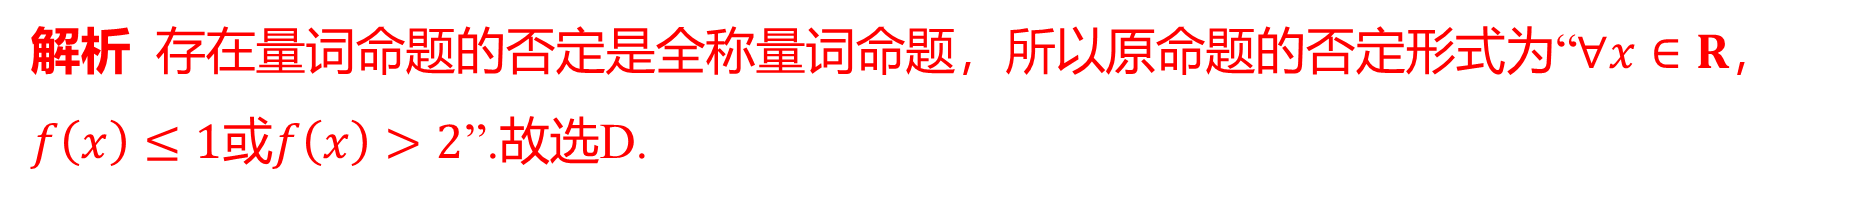 解析 存在量词命题的否定是全称量词命题，所以原命题的否定形式为“∀x ∈ R，
f(x) ≤ 1或f(x) > 2”.故选D.